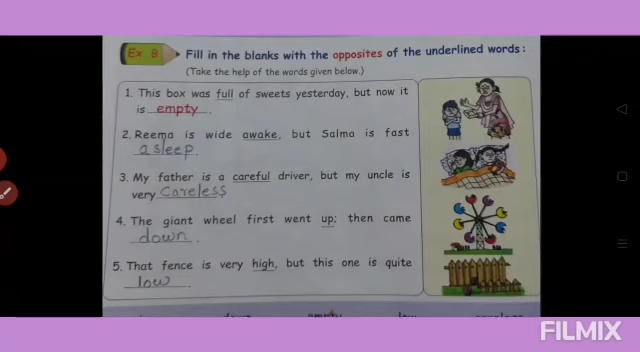 Ex 8 Fill in the blanks with the opposites of the underlined words :
(Take the help of the words given below.)
1. This box was full of sweets yesterday, but now it
is empty.
2. Reema is wide awake, but Salma is fast
asleep.
3. My father is a careful driver, but my uncle is
very careless
4. The giant wheel first went up; then came
down.
5. That fence is very high, but this one is quite
low
empty
FILMIX